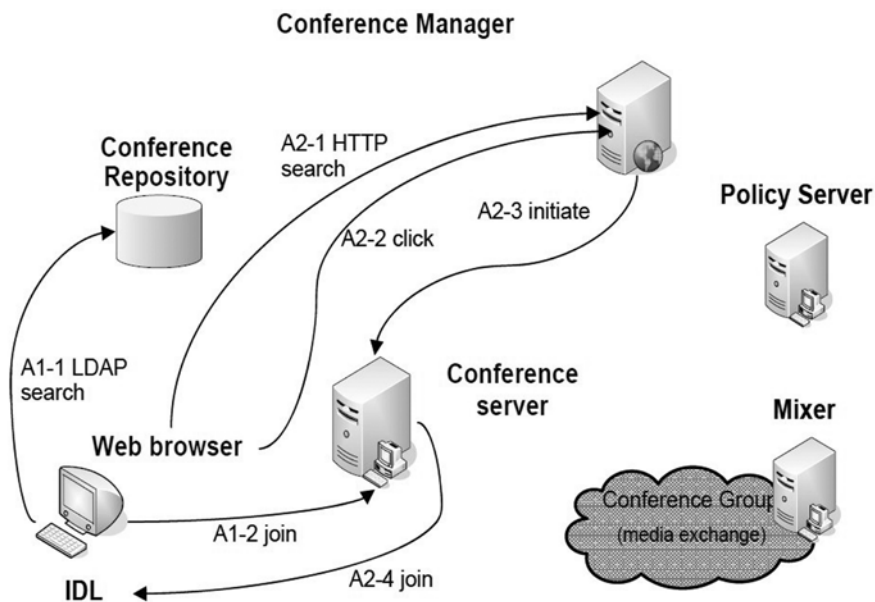 Conference Manager
Conference
Repository
A2-1 HTTP
search
Policy Server
A2-3 initiate
A2-2 click
A1-1 LDAP
search
Conference
server
Web browser
Mixer
Conference Group
(media exchange)
A1-2 join
A2-4 join
IDL